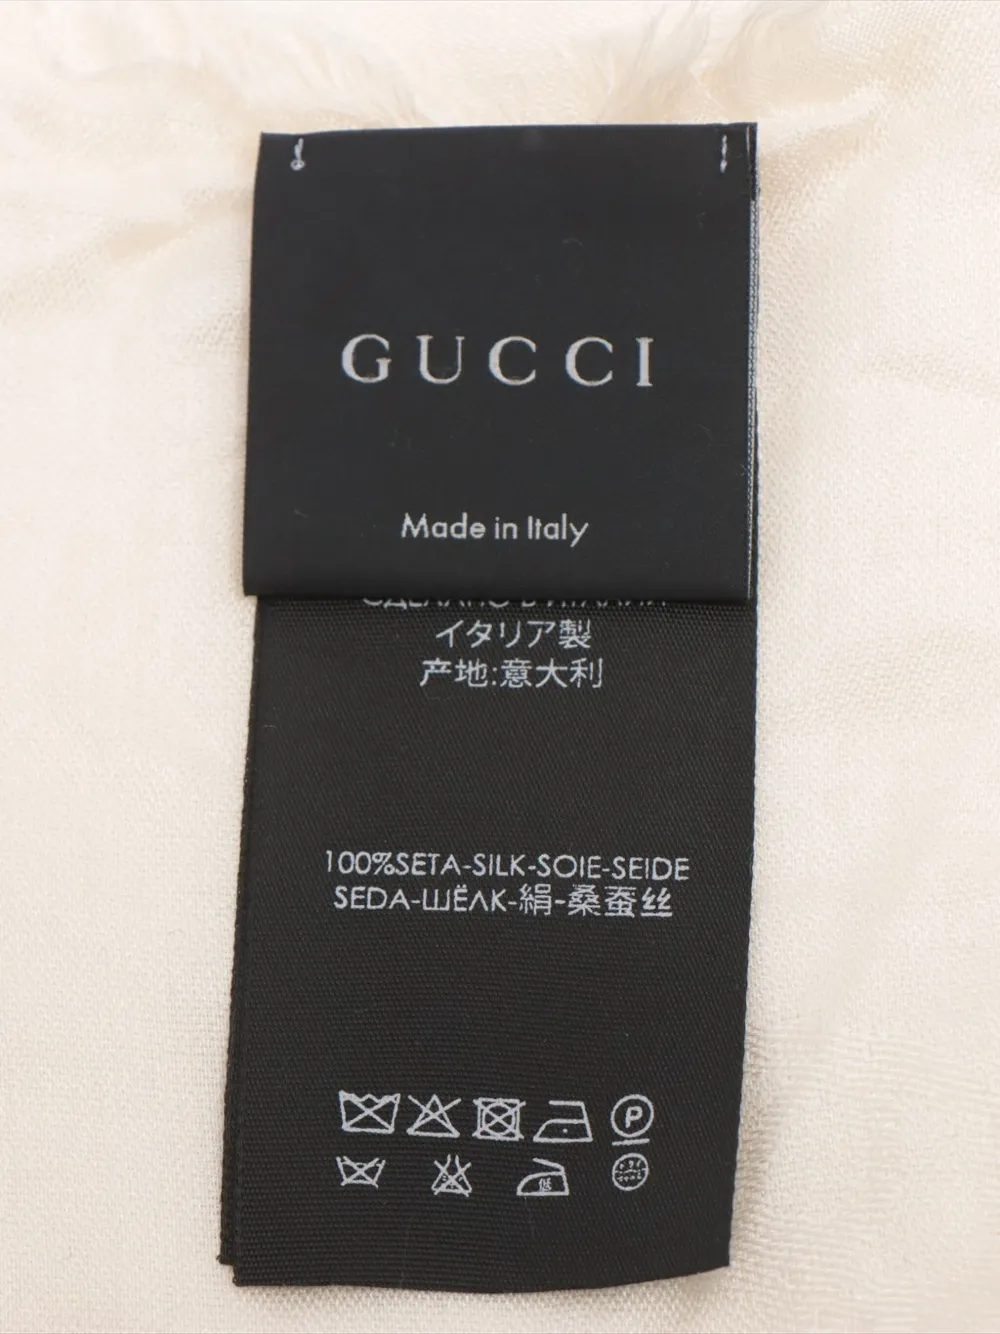 GUCCI
Made in Italy
イタリア製
产地:意大利
100%SETA-SILK-SOIE-SEIDE
SEDA-ШЁЛК-絹-桑蚕丝
P
低